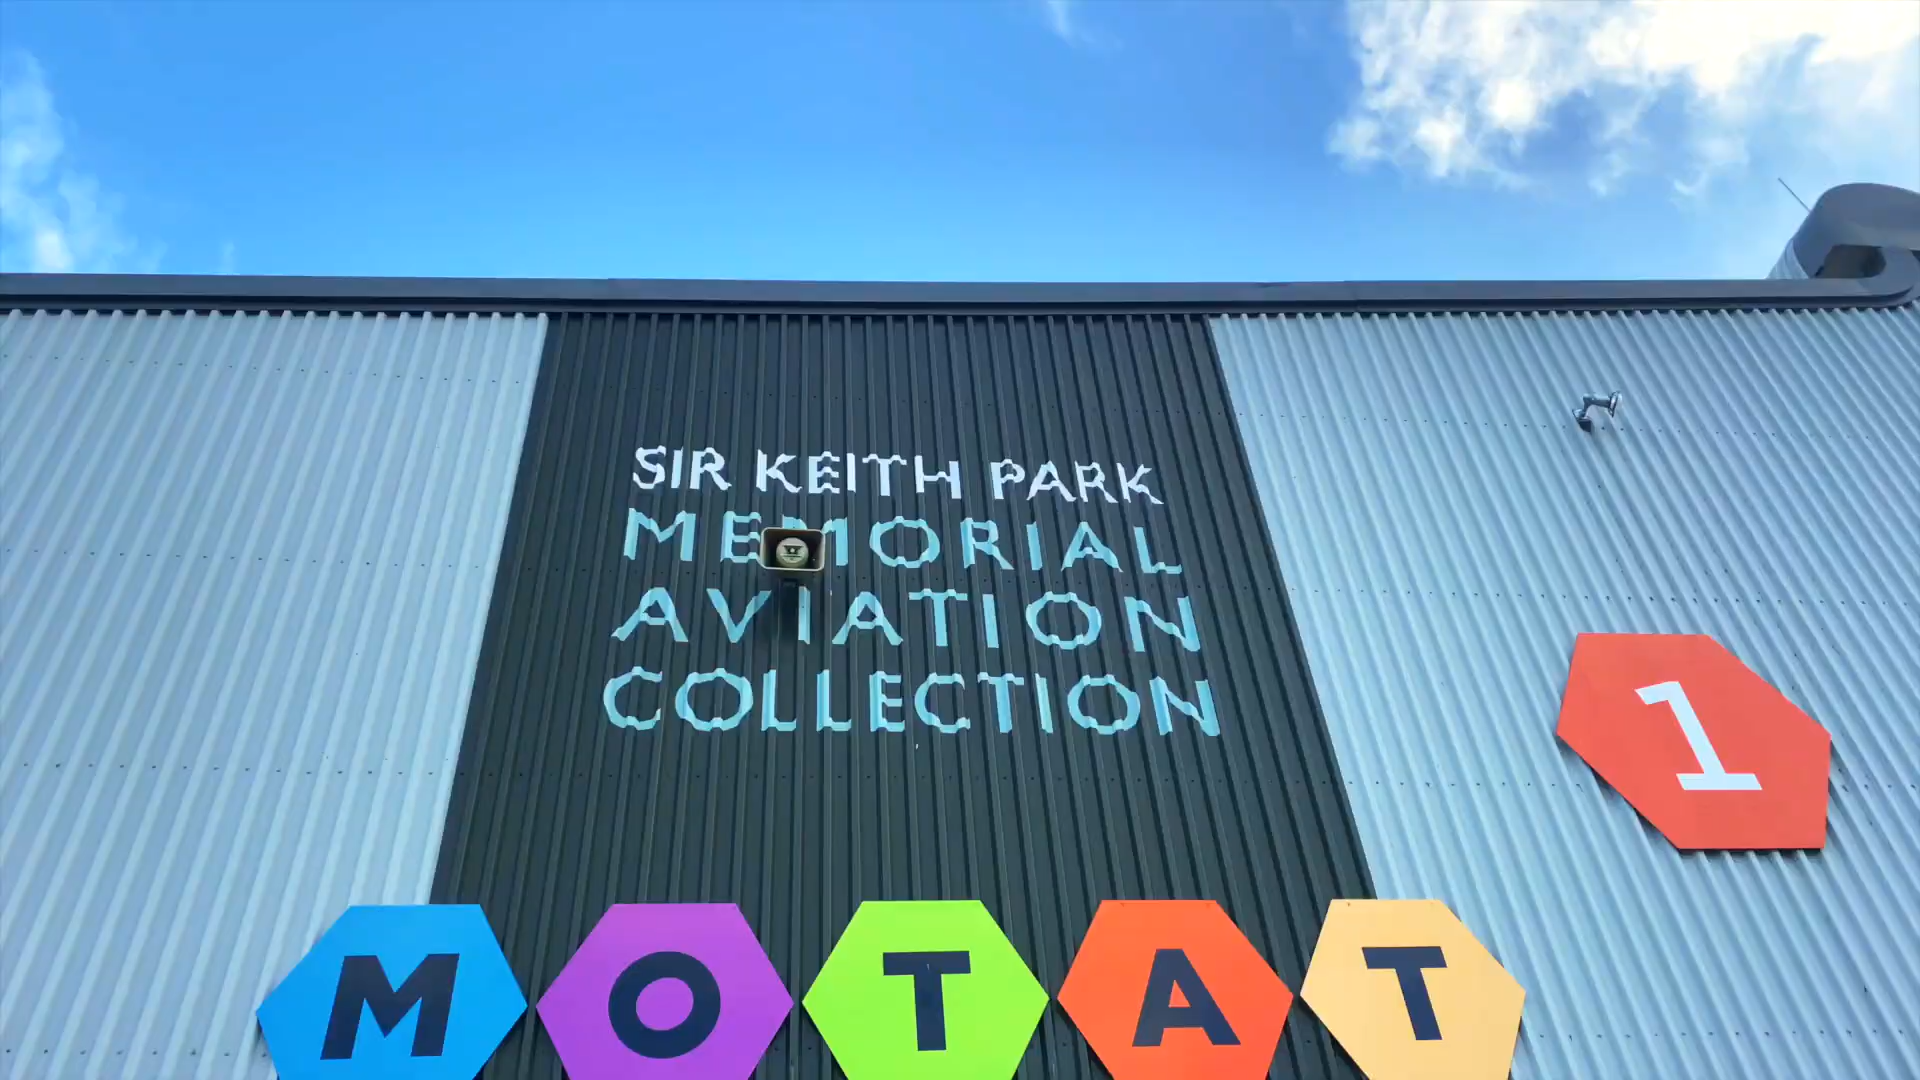 SIR KEITH PARK
MEMORIAL
AVIATION
COLLECTION
1
MOTAT